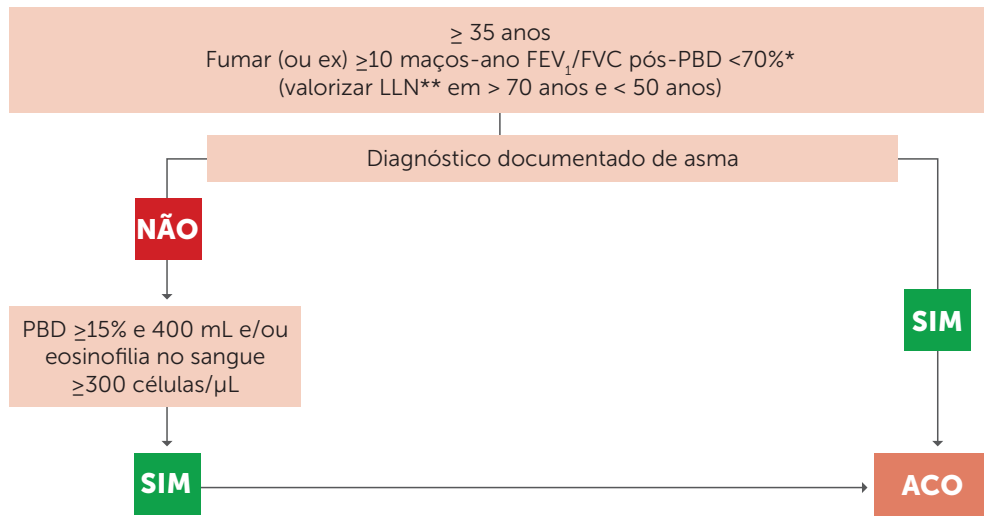 ≥ 35 anos
Fumar (ou ex) ≥10 maços-ano FEV₁/FVC pós-PBD <70%*
(valorizar LLN** em > 70 anos e < 50 anos)
Diagnóstico documentado de asma
NÃO
SIM
PBD ≥15% e 400 mL e/ou
eosinofilia no sangue
≥300 células/µL
SIM
ACO